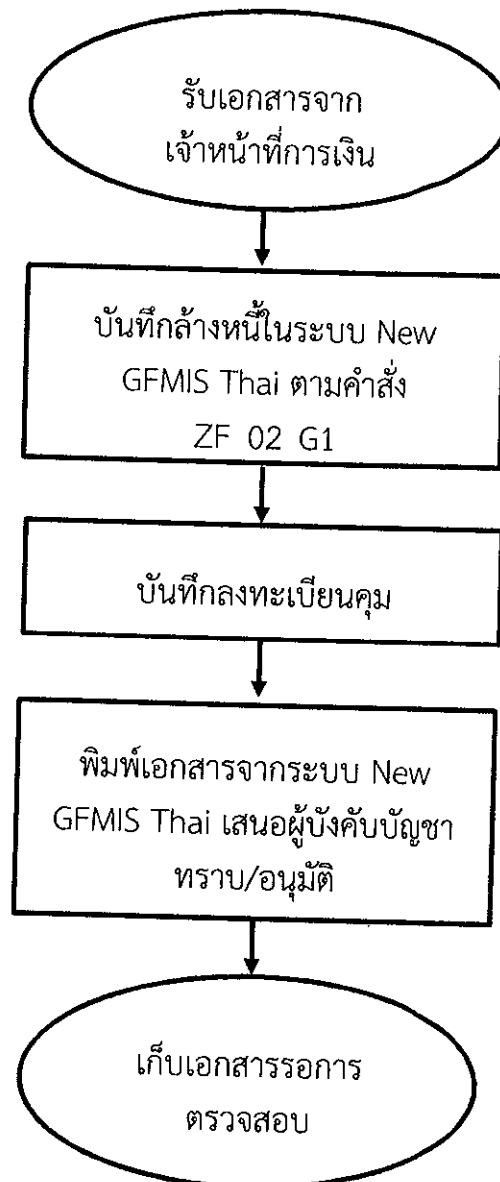 รับเอกสารจาก
เจ้าหน้าที่การเงิน
บันทึกล้างหนี้ในระบบ New
GFMIS Thai ตามคำสั่ง
ZF 02 G1
บันทึกลงทะเบียนคุม
พิมพ์เอกสารจากระบบ New
GFMIS Thai เสนอผู้บังคับบัญชา
ทราบ/อนุมัติ
เก็บเอกสารรอการ
ตรวจสอบ